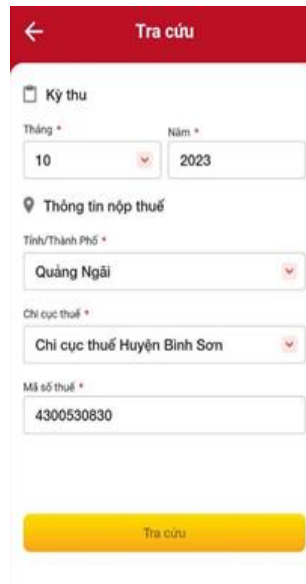 Tra cứu
Kỳ thu
Tháng * Năm *
10 2023
Thông tin nộp thuế
Tỉnh/Thành Phố *
Quảng Ngãi
Chi cục thuế *
Chi cục thuế Huyện Bình Sơn
Mã số thuế *
4300530830
Tra cứu